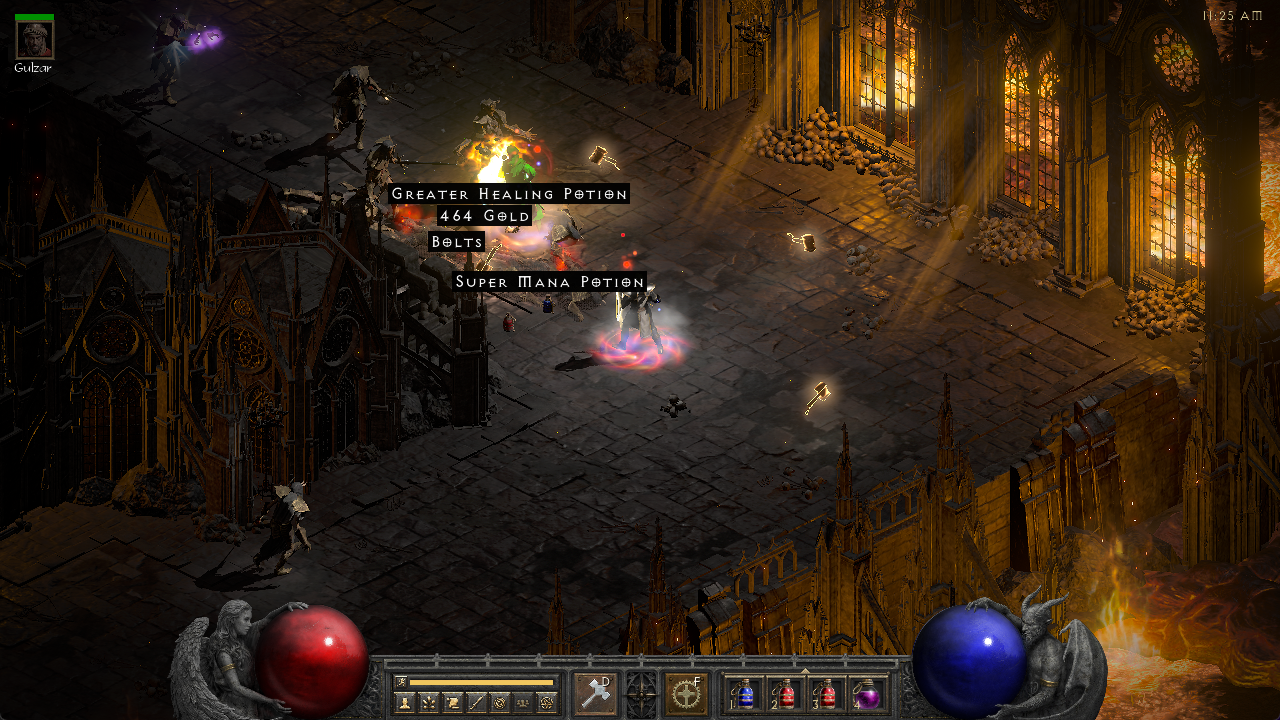 11:25 AM
Gulzar
Greater Healing Potion
464 Gold
Bolts
Super Mana Potion
D
F
1
2
3
4